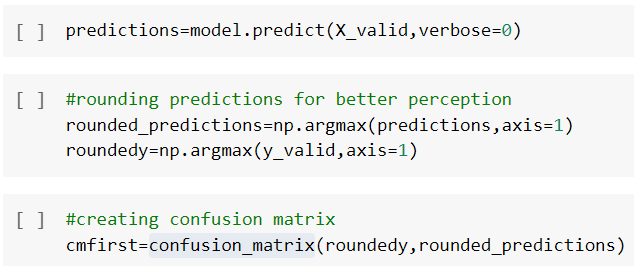 [ ] predictions=model.predict(X_valid,verbose=0)
[ ] #rounding predictions for better perception
rounded_predictions=np.argmax(predictions,axis=1)
roundedy=np.argmax(y_valid,axis=1)
[ ] #creating confusion matrix
cmfirst=confusion_matrix(roundedy,rounded_predictions)